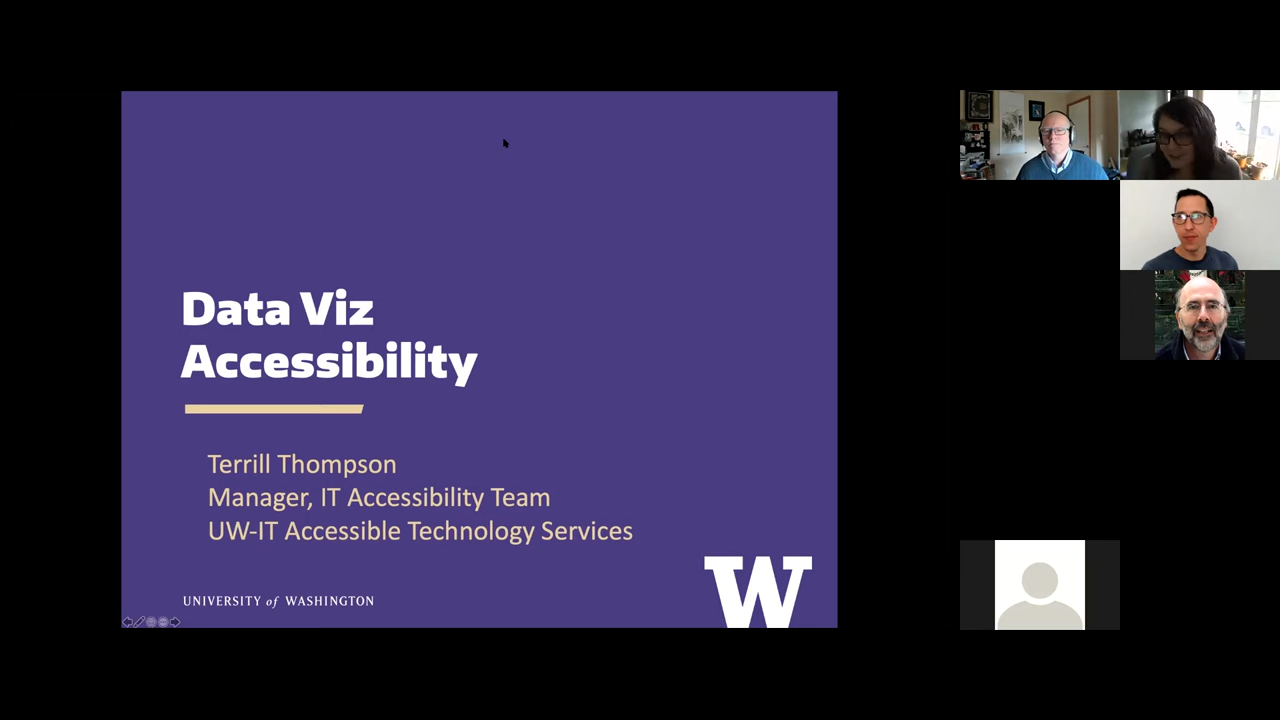 Data Viz
Accessibility
Terrill Thompson
Manager, IT Accessibility Team
UW-IT Accessible Technology Services
UNIVERSITY of WASHINGTON
W